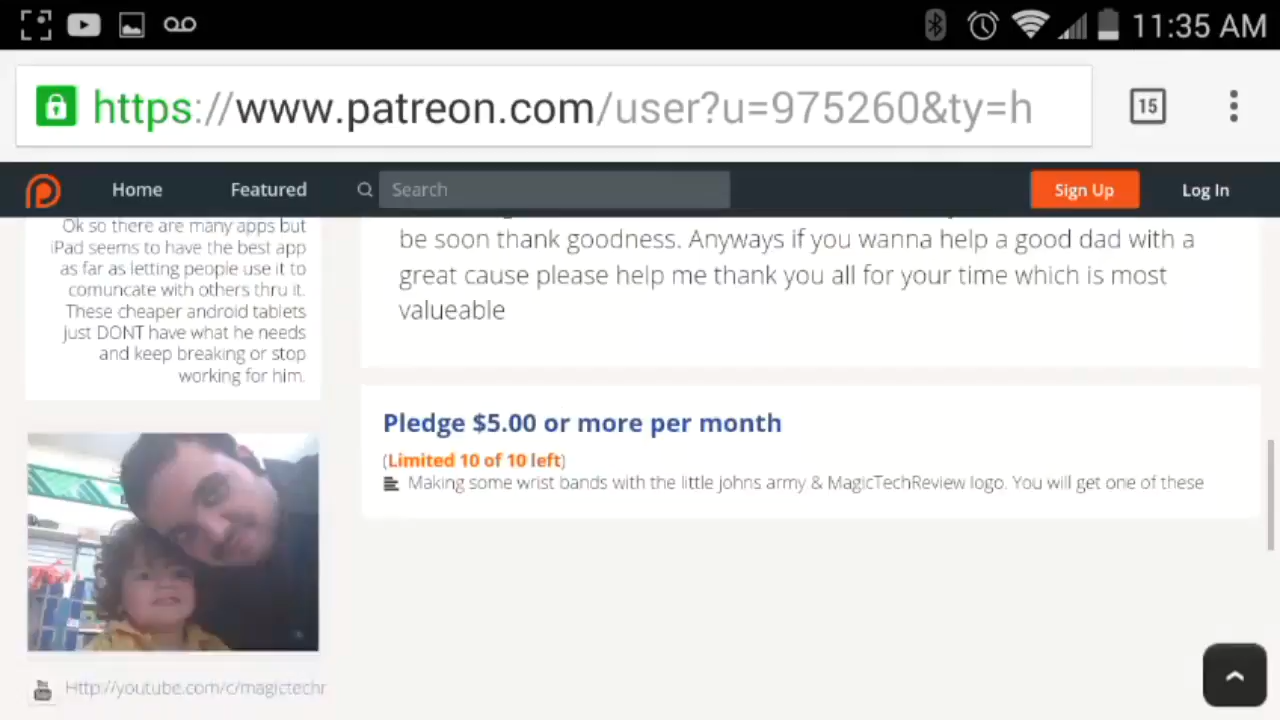 11:35 AM
https://www.patreon.com/user?u=975260&ty=h
15
Home
Featured
Search
Sign Up
Log In
Ok so there are many apps but
iPad seems to have the best app
as far as letting people use it to
comuncate with others thru it.
These cheaper android tablets
just DONT have what he needs
and keep breaking or stop
working for him.
be soon thank goodness. Anyways if you wanna help a good dad with a
great cause please help me thank you all for your time which is most
valueable
Pledge $5.00 or more per month
(Limited 10 of 10 left)
Making some wrist bands with the little johns army & MagicTechReview logo. You will get one of these
Http://youtube.com/c/magictechr